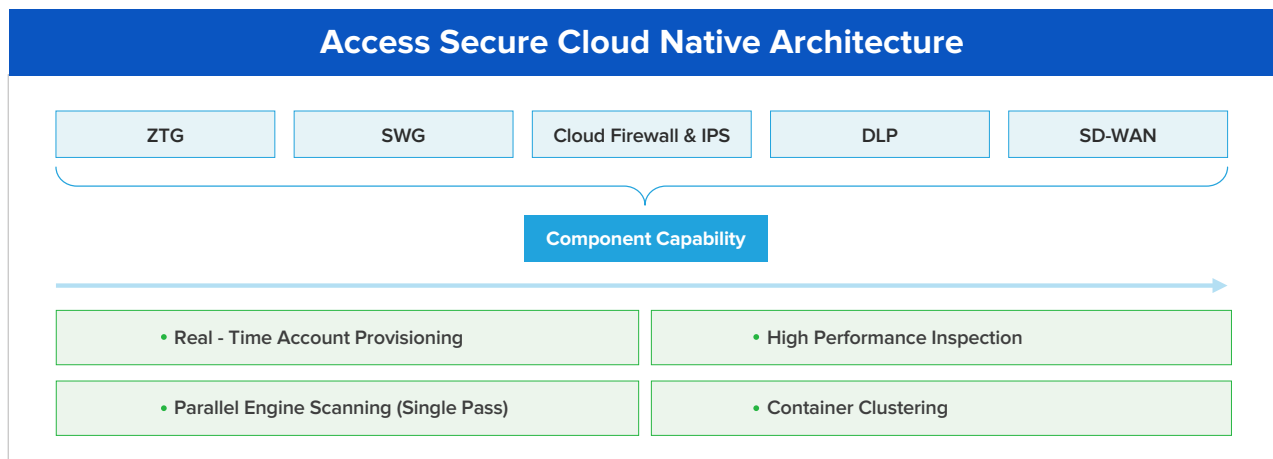 Access Secure Cloud Native Architecture
ZTG
SWG
Cloud Firewall & IPS
DLP
SD-WAN
Component Capability
• Real - Time Account Provisioning
• High Performance Inspection
• Parallel Engine Scanning (Single Pass)
• Container Clustering